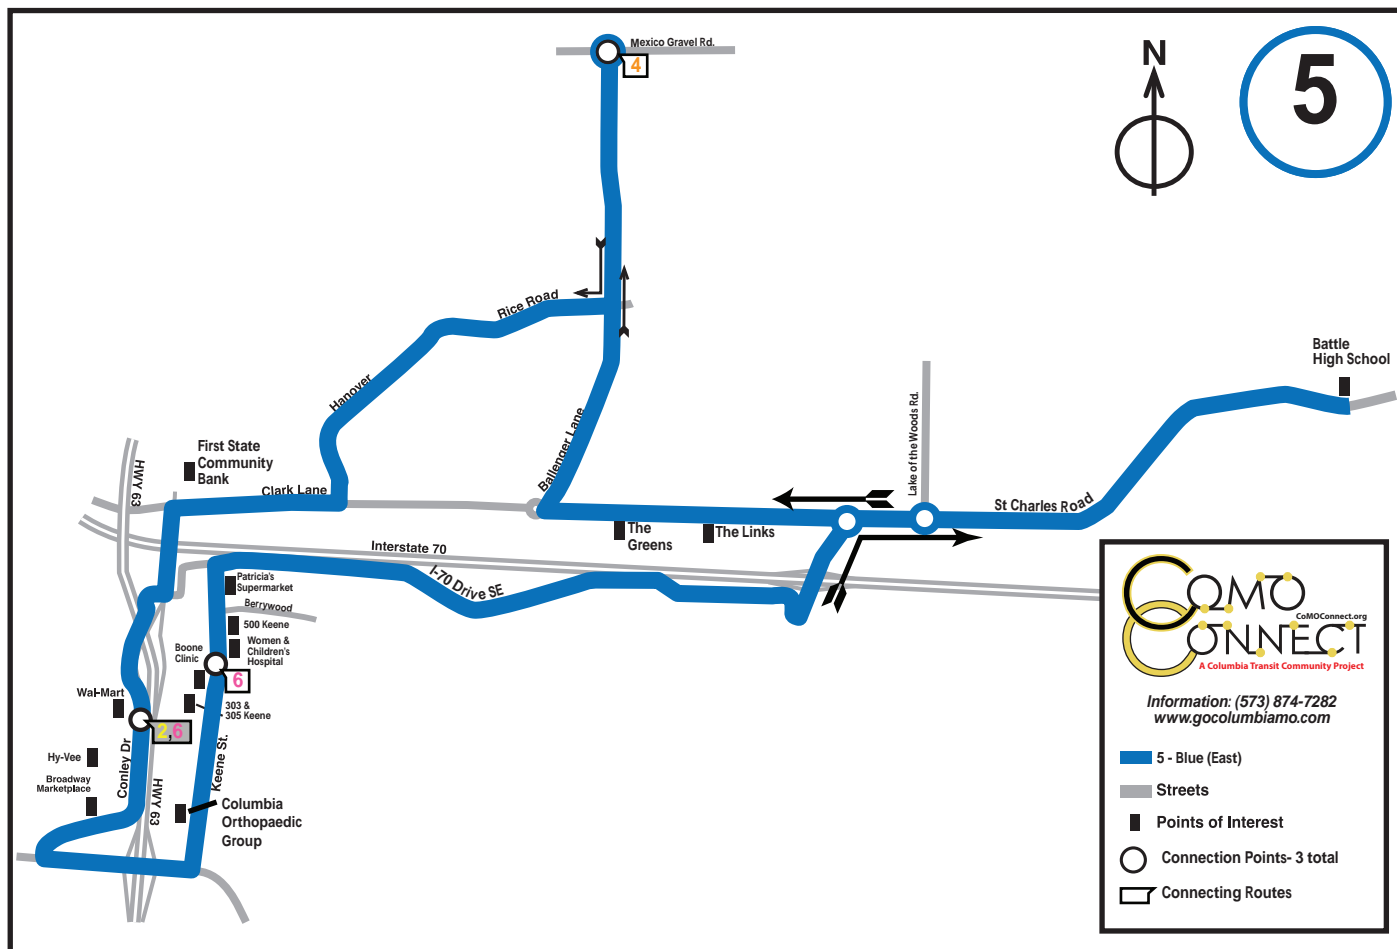 Mexico Gravel Rd.
4
N
5
Rice Road
Hanover
Ballenger Lane
Battle
High School
Lake of the Woods Rd.
St Charles Road
First State
Community
Bank
HWY 63
Clark Lane
The
Greens
The Links
Interstate 70
I-70 Drive SE
Patricia's
Supermarket
Berrywood
500 Keene
Women &
Children's
Hospital
Boone
Clinic
6
303 &
305 Keene
Wal-Mart
2,6
Hy-Vee
Broadway
Marketplace
Conley Dr
HWY 63
Keene St.
Columbia
Orthopaedic
Group
COMO
CoMOConnect.org
CONNECT
A Columbia Transit Community Project
Information: (573) 874-7282
www.gocolumbiamo.com
5 - Blue (East)
Streets
Points of Interest
Connection Points- 3 total
Connecting Routes